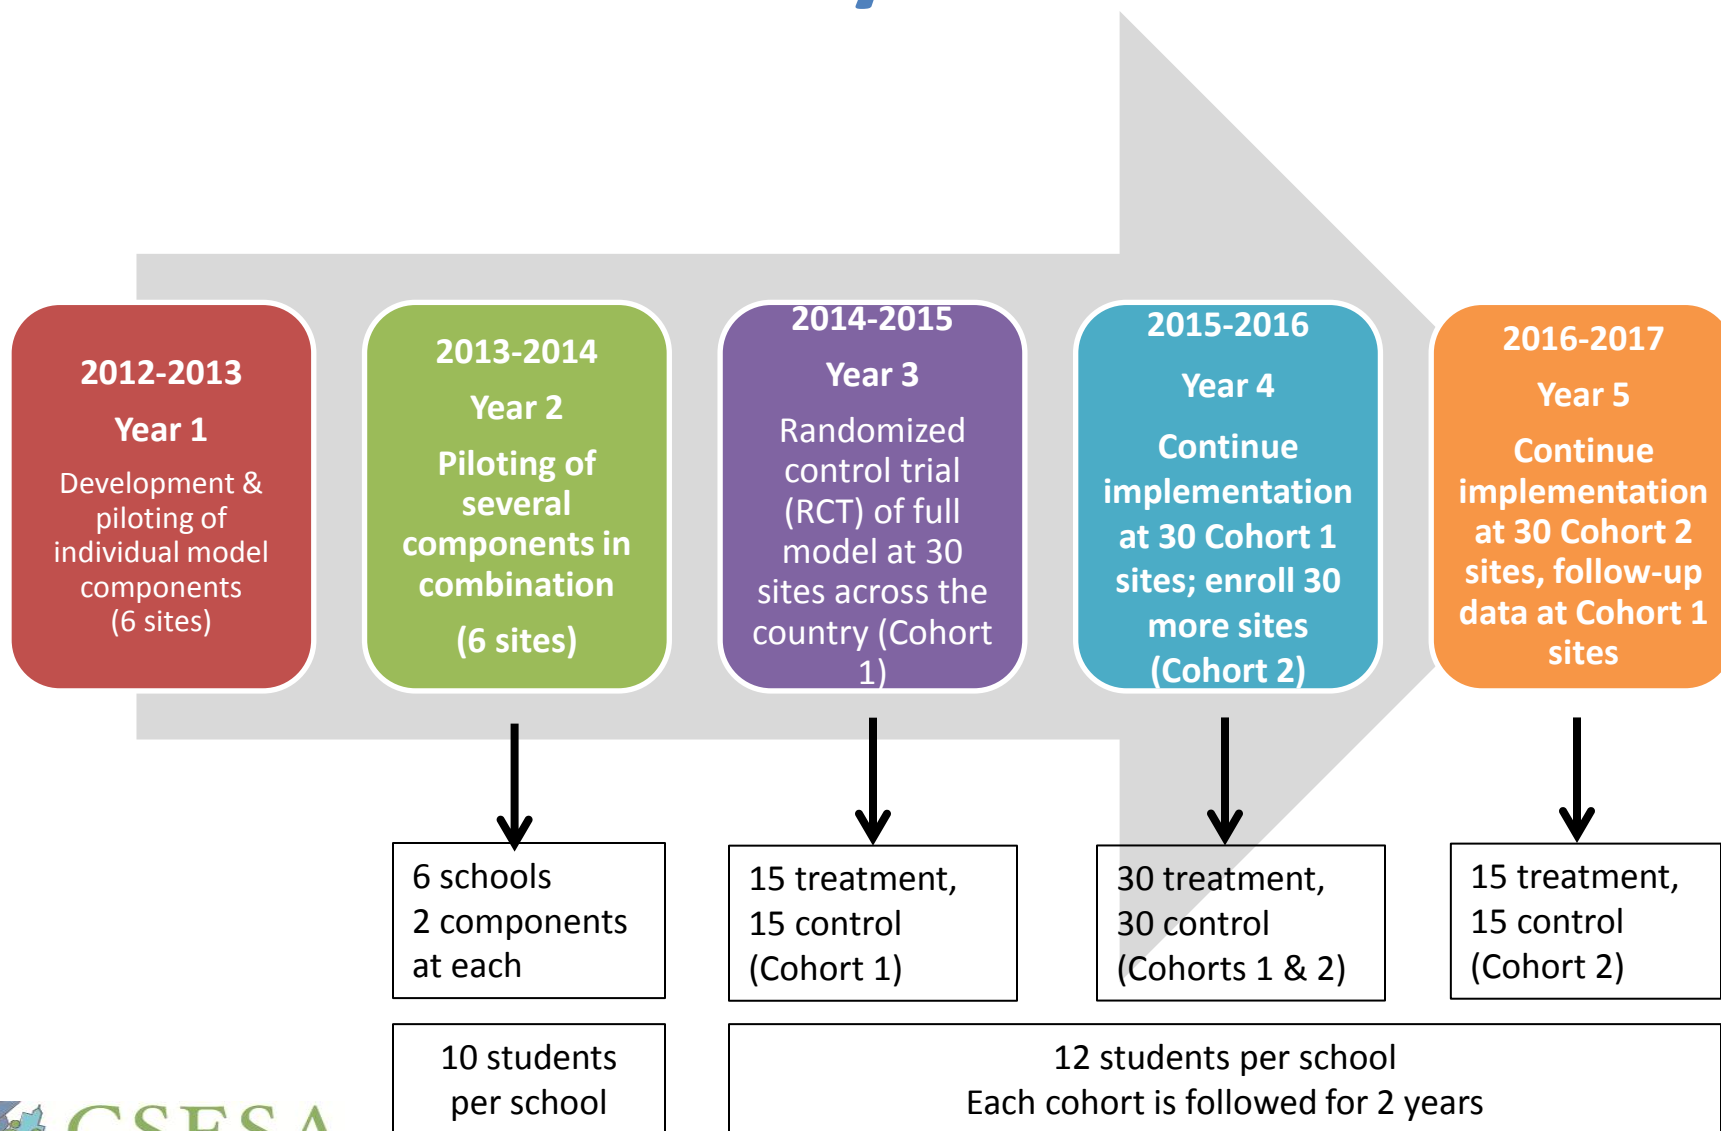 2012-2013
Year 1
Development &
piloting of
individual model
components
(6 sites)
2013-2014
Year 2
Piloting of
several
components in
combination
(6 sites)
2014-2015
Year 3
Randomized
control trial
(RCT) of full
model at 30
sites across the
country (Cohort
1)
2015-2016
Year 4
Continue
implementation
at 30 Cohort 1
sites; enroll 30
more sites
(Cohort 2)
2016-2017
Year 5
Continue
implementation
at 30 Cohort 2
sites, follow-up
data at Cohort 1
sites
6 schools
2 components
at each
15 treatment,
15 control
(Cohort 1)
30 treatment,
30 control
(Cohorts 1 & 2)
15 treatment,
15 control
(Cohort 2)
10 students
per school
12 students per school
Each cohort is followed for 2 years
CSESA